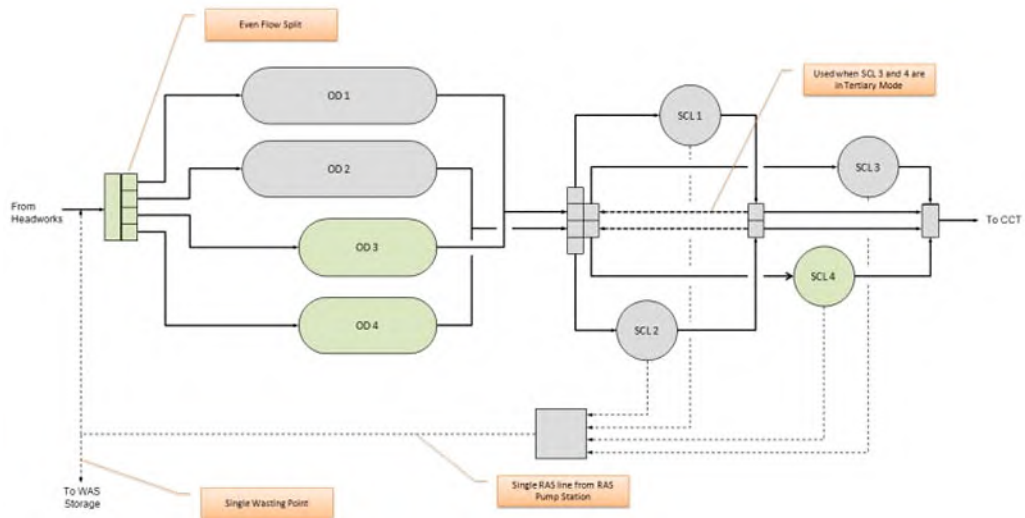 Even Flow Split
OD 1
Used when SCL 3 and 4 are
in Tertiary Mode
SCL 1
OD 2
SCL 3
From
Headworks
To CCT
OD 3
SCL 4
OD 4
SCL 2
To WAS
Storage
Single Wasting Point
Single RAS line from RAS
Pump Station